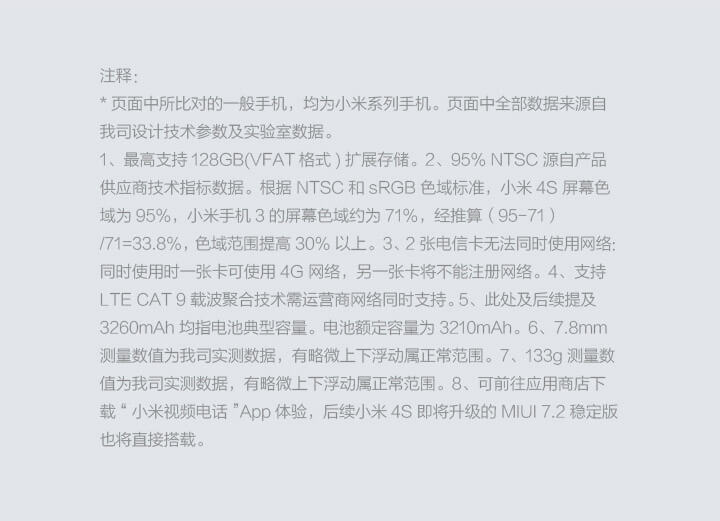 注释:
* 页面中所比对的一般手机，均为小米系列手机。页面中全部数据来源自
我司设计技术参数及实验室数据。
1、最高支持 128GB(VFAT 格式 ) 扩展存储。2、95% NTSC 源自产品
供应商技术指标数据。根据 NTSC 和 sRGB 色域标准，小米 4S 屏幕色
域为 95%，小米手机 3 的屏幕色域约为 71%，经推算（ 95-71 ）
/71=33.8%，色域范围提高 30% 以上。3、2 张电信卡无法同时使用网络:
同时使用时一张卡可使用 4G 网络，另一张卡将不能注册网络。4、支持
LTE CAT 9 载波聚合技术需运营商网络同时支持。5、此处及后续提及
3260mAh 均指电池典型容量。电池额定容量为 3210mAh。6、7.8mm
测量数值为我司实测数据，有略微上下浮动属正常范围。7、133g 测量数
值为我司实测数据，有略微上下浮动属正常范围。8、可前往应用商店下
载 “ 小米视频电话 ”App 体验，后续小米 4S 即将升级的 MIUI 7.2 稳定版
也将直接搭载。